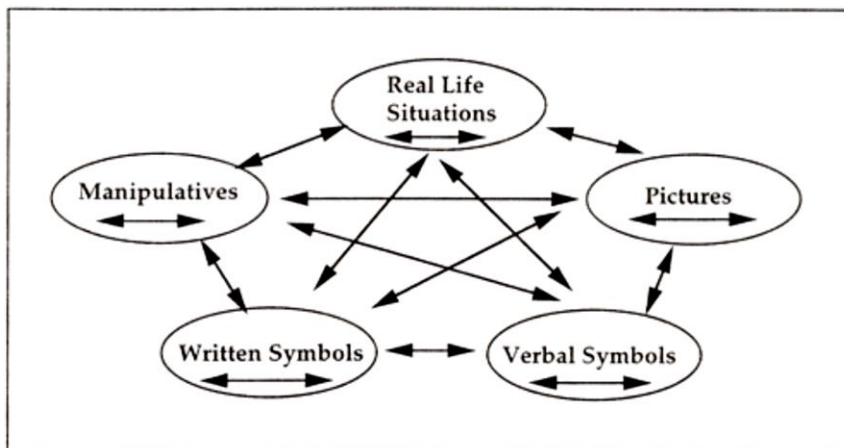 Real Life
Situations
Manipulatives
Pictures
Written Symbols
Verbal Symbols